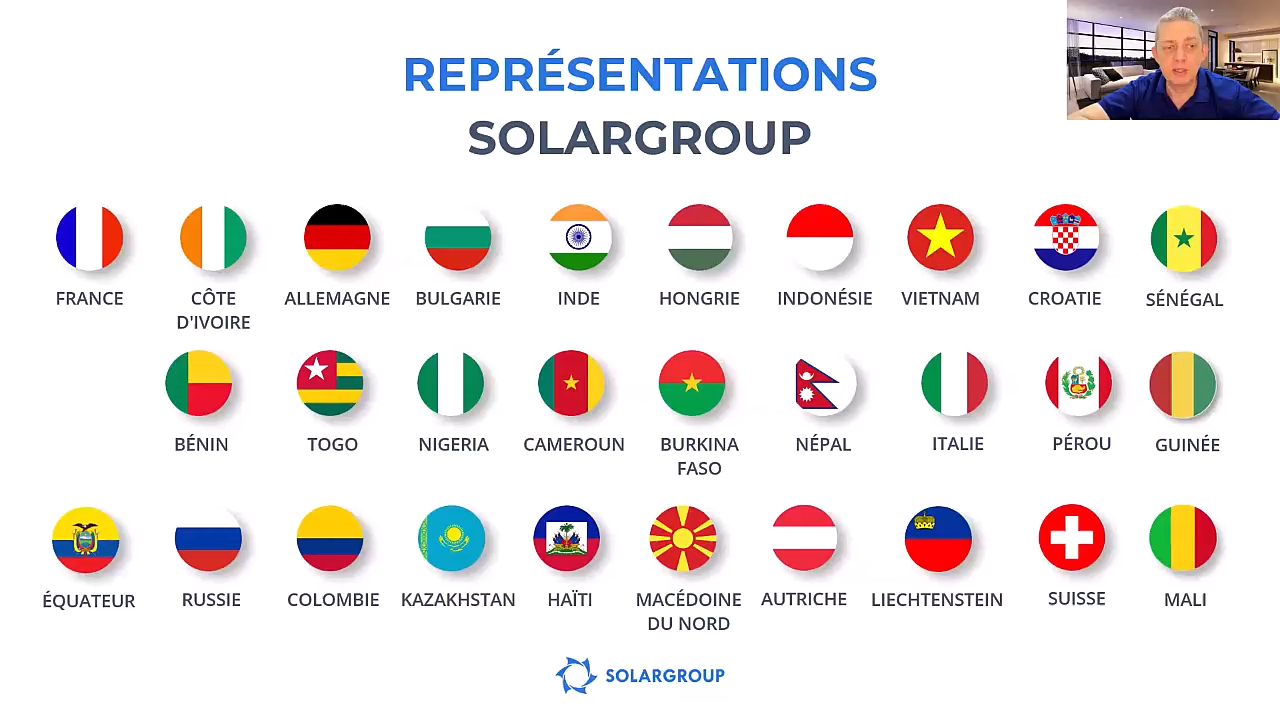 REPRÉSENTATIONS
SOLARGROUP
FRANCE
CÔTE
D'IVOIRE
ALLEMAGNE
BULGARIE
INDE
HONGRIE
INDONÉSIE
VIETNAM
CROATIE
SÉNÉGAL
BÉNIN
TOGO
NIGERIA
CAMEROUN
BURKINA
FASO
NÉPAL
ITALIE
PÉROU
GUINÉE
ÉQUATEUR
RUSSIE
COLOMBIE
KAZAKHSTAN
HAÏTI
MACÉDOINE
DU NORD
AUTRICHE
LIECHTENSTEIN
SUISSE
MALI
SOLARGROUP